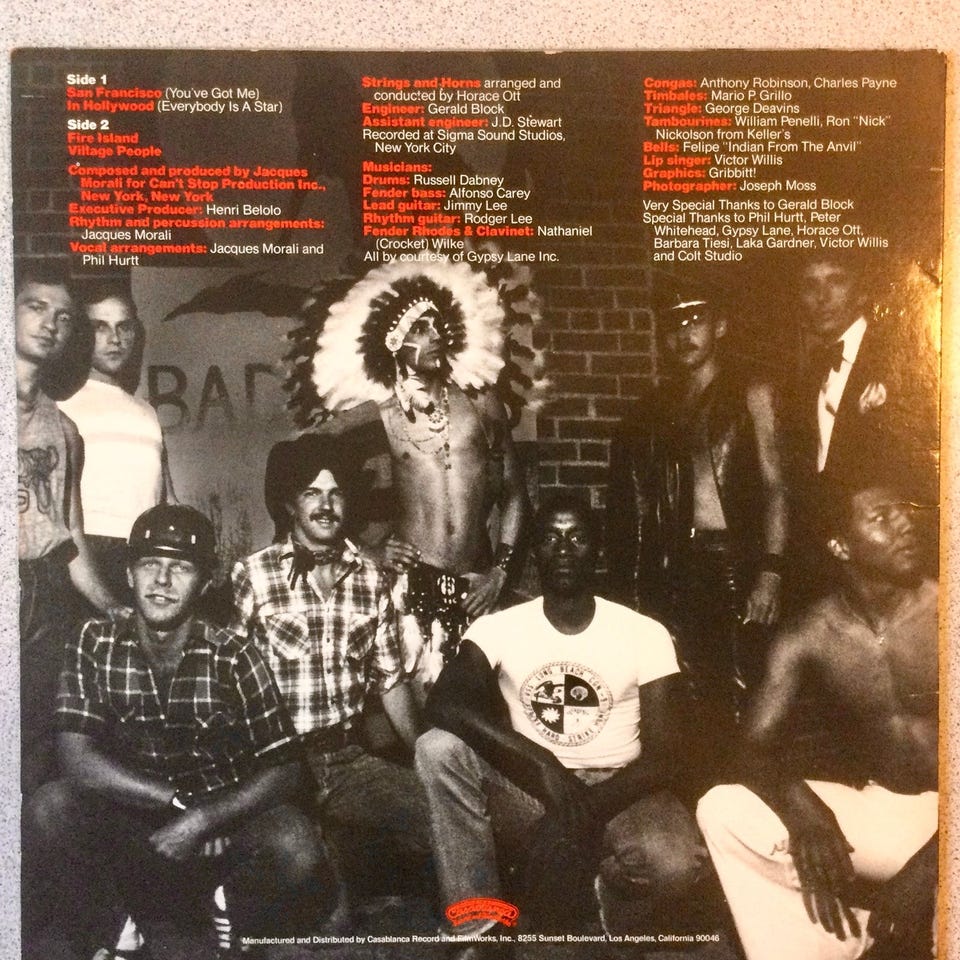 Side 1
San Francisco (You've Got Me)
In Hollywood (Everybody Is A Star)
Side 2
Fire Island
Village People
Composed and produced by Jacques
Morali for Can't Stop Production Inc.,
New York, New York
Executive Producer: Henri Belolo
Rhythm and percussion arrangements:
Jacques Morali
Vocal arrangements: Jacques Morali and
Phil Hurtt
Strings and Horns arranged and
conducted by Horace Ott
Engineer: Gerald Block
Assistant engineer: J.D. Stewart
Recorded at Sigma Sound Studios,
New York City
Musicians:
Drums: Russell Dabney
Fender bass: Alfonso Carey
Lead guitar: Jimmy Lee
Rhythm guitar: Rodger Lee
Fender Rhodes & Clavinet: Nathaniel
(Crocket) Wilke
All by courtesy of Gypsy Lane Inc.
Congas: Anthony Robinson, Charles Payne
Timbales: Mario P. Grillo
Triangle: George Deavins
Tambourines: William Penelli, Ron "Nick"
Nickolson from Keller's
Bells: Felipe "Indian From The Anvil"
Lip singer: Victor Willis
Graphics: Gribbitt!
Photographer: Joseph Moss
Very Special Thanks to Gerald Block
Special Thanks to Phil Hurtt, Peter
Whitehead, Gypsy Lane, Horace Ott,
Barbara Tiesi, Laka Gardner, Victor Willis
and Colt Studio
BAD
LONG BEACH
HARD STRIKE
Casablanca
Manufactured and Distributed by Casablanca Record and FilmWorks, Inc., 8255 Sunset Boulevard, Los Angeles, California 90046